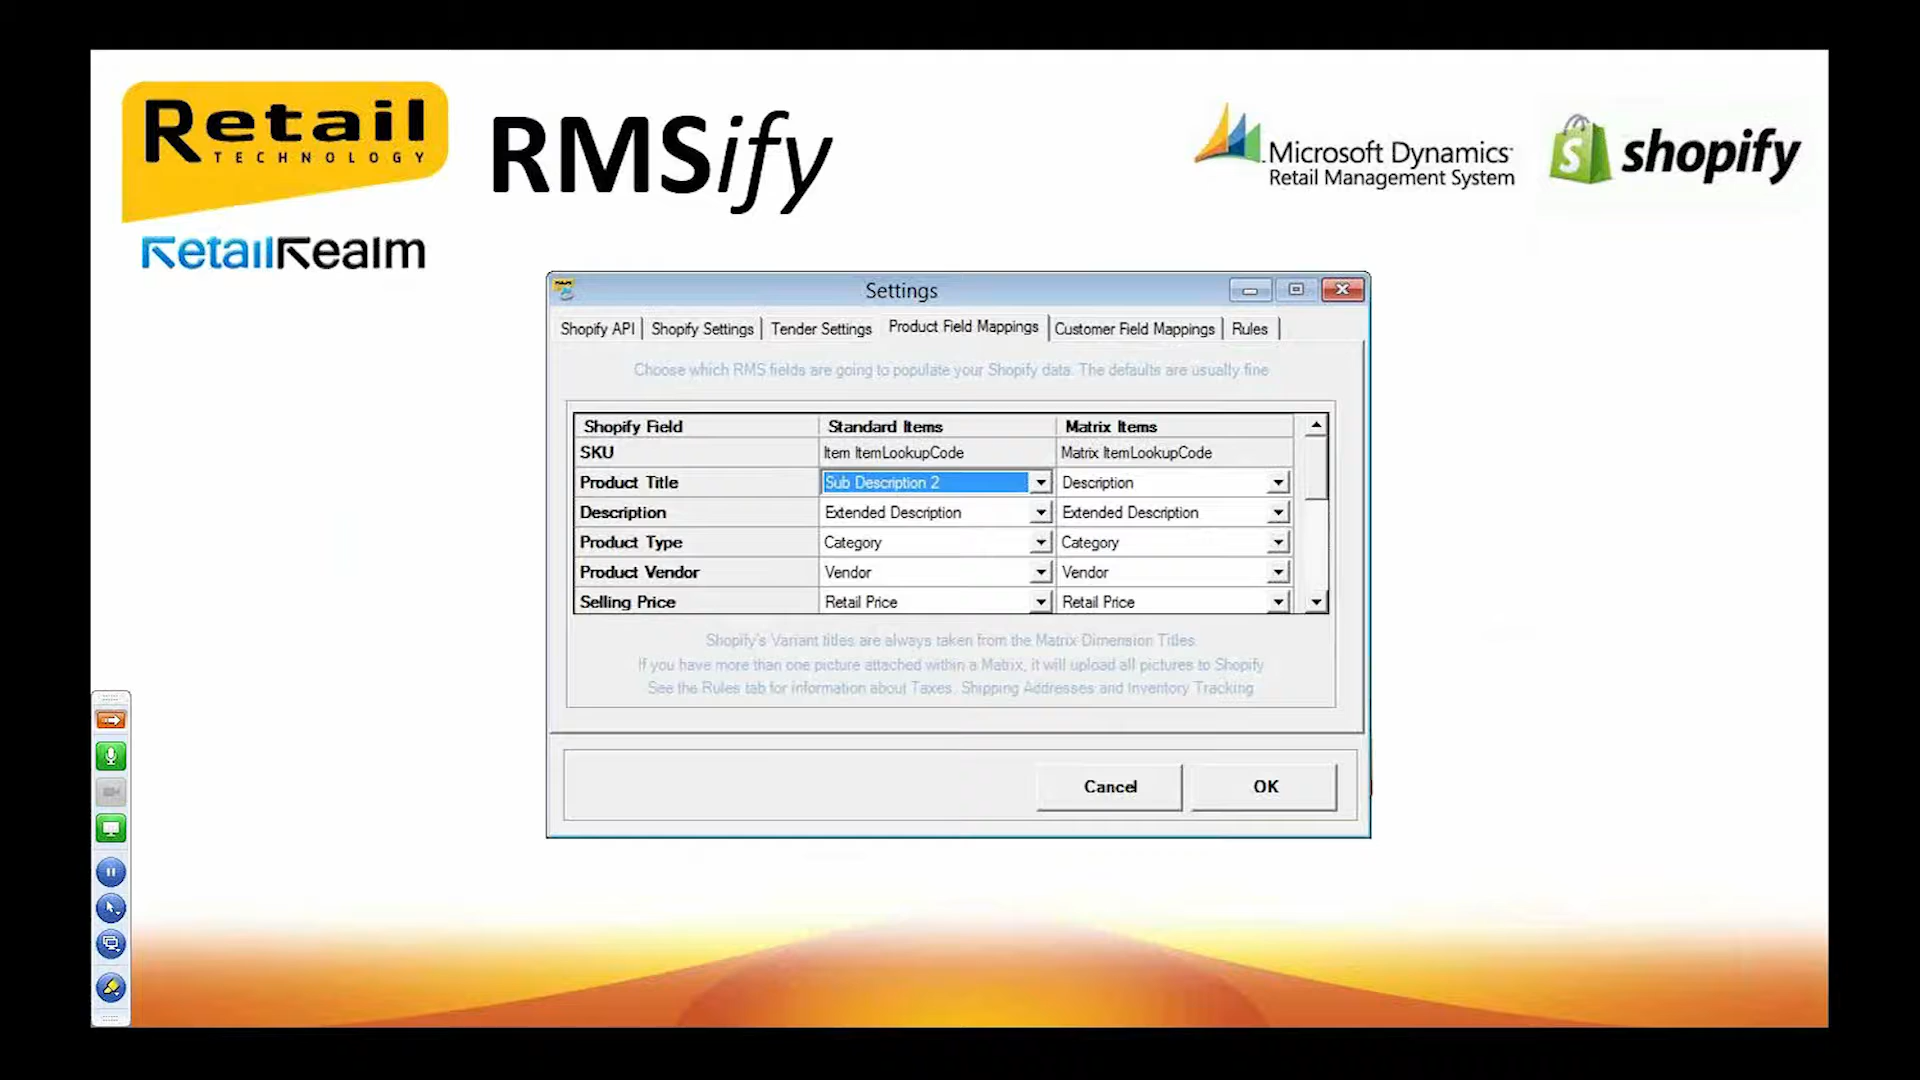 Retail
TECHNOLOGY
RetailRealm
RMSify
Microsoft Dynamics
Retail Management System
shopify
Settings
Shopify API
Shopify Settings
Tender Settings
Product Field Mappings
Customer Field Mappings
Rules
Choose which RMS fields are going to populate your Shopify data. The defaults are usually fine
Shopify Field Standard Items Matrix Items
SKU Item ItemLookupCode Matrix ItemLookupCode
Product Title Sub Description 2 Description
Description Extended Description Extended Description
Product Type Category Category
Product Vendor Vendor Vendor
Selling Price Retail Price Retail Price
Shopify's Variant titles are always taken from the Matrix Dimension Titles.
If you have more than one picture attached within a Matrix, it will upload all pictures to Shopify
See the Rules tab for information about Taxes, Shipping Addresses and Inventory Tracking
Cancel
OK